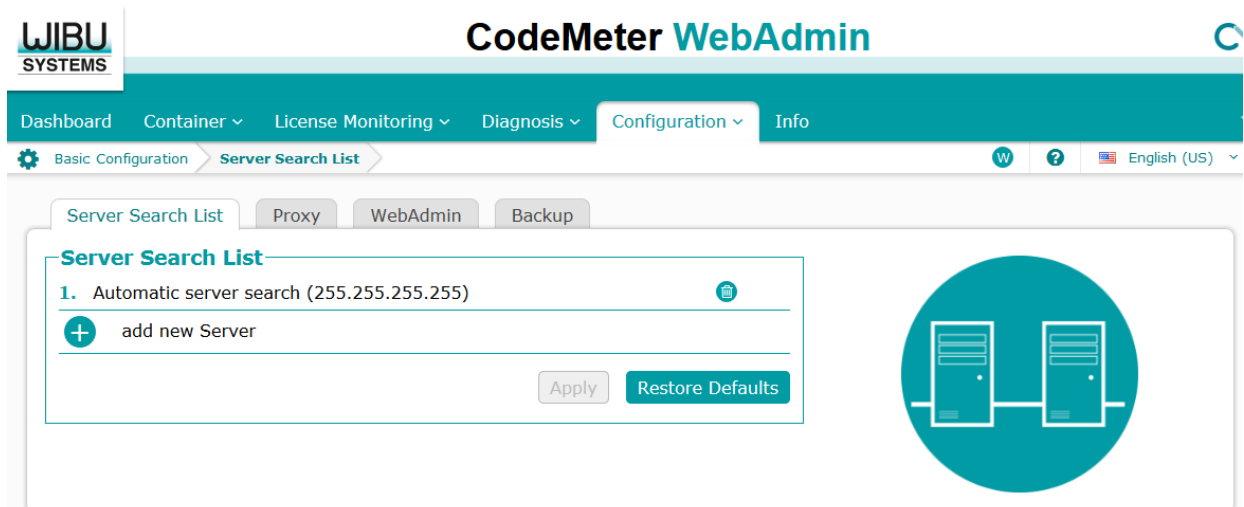 WIBU
SYSTEMS
CodeMeter WebAdmin
Dashboard Container License Monitoring Diagnosis Configuration Info
Basic Configuration Server Search List W ? English (US)
Server Search List Proxy WebAdmin Backup
Server Search List
1. Automatic server search (255.255.255.255)
+ add new Server
Apply Restore Defaults